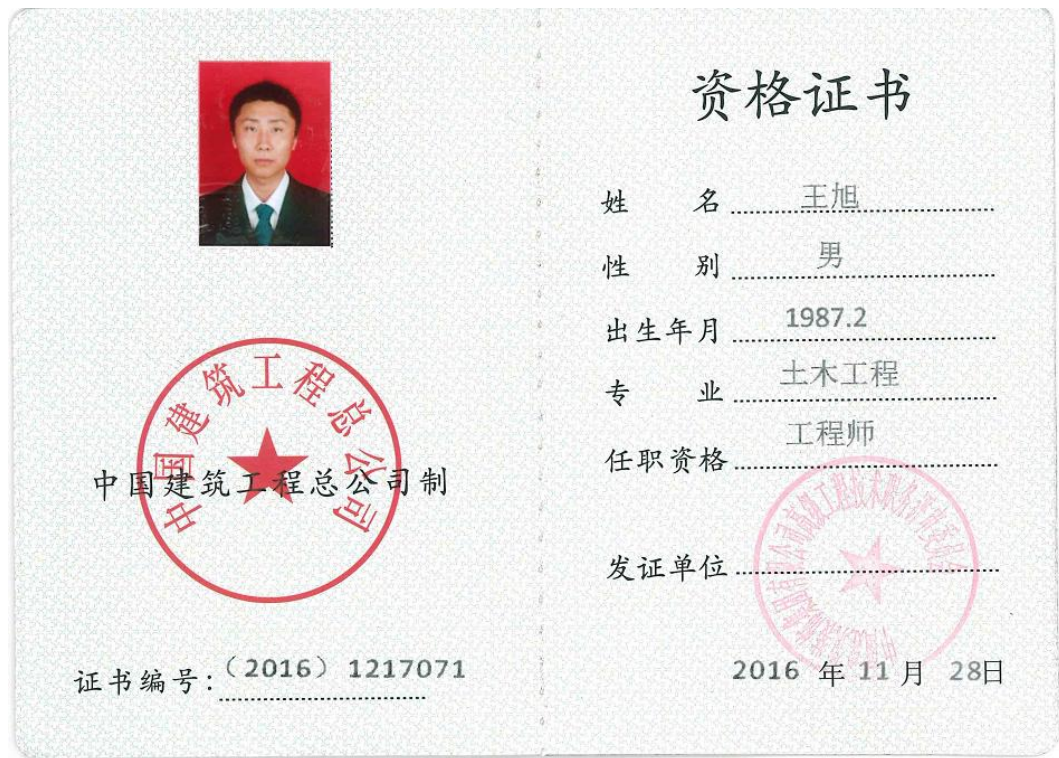 中国建筑工程总公司
中国建筑工程总公司制
证书编号：（2016）1217071
资格证书
姓 名 王旭
性 别 男
出生年月 1987.2
专 业 土木工程
任职资格 工程师
发证单位
2016 年 11 月 28日